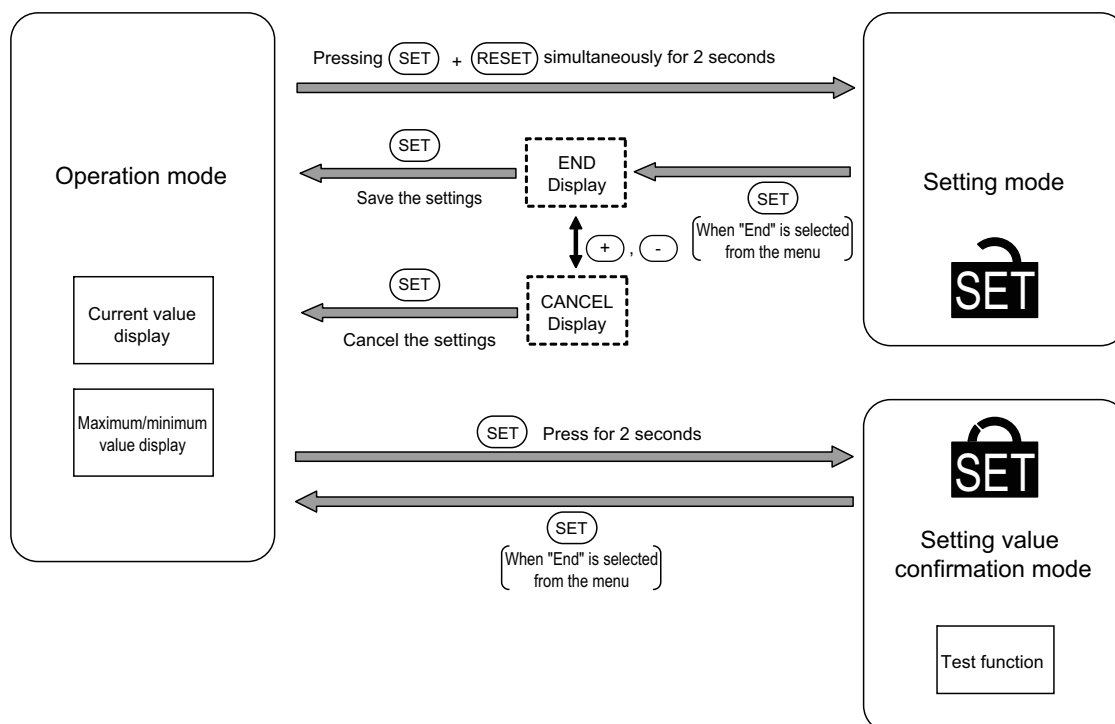 Pressing SET + RESET simultaneously for 2 seconds
Operation mode
SET
Save the settings
END
Display
SET
When "End" is selected
from the menu
Setting mode
SET
+ , -
SET
Cancel the settings
CANCEL
Display
Current value
display
Maximum/minimum
value display
SET Press for 2 seconds
SET
When "End" is selected
from the menu
SET
Setting value
confirmation mode
Test function